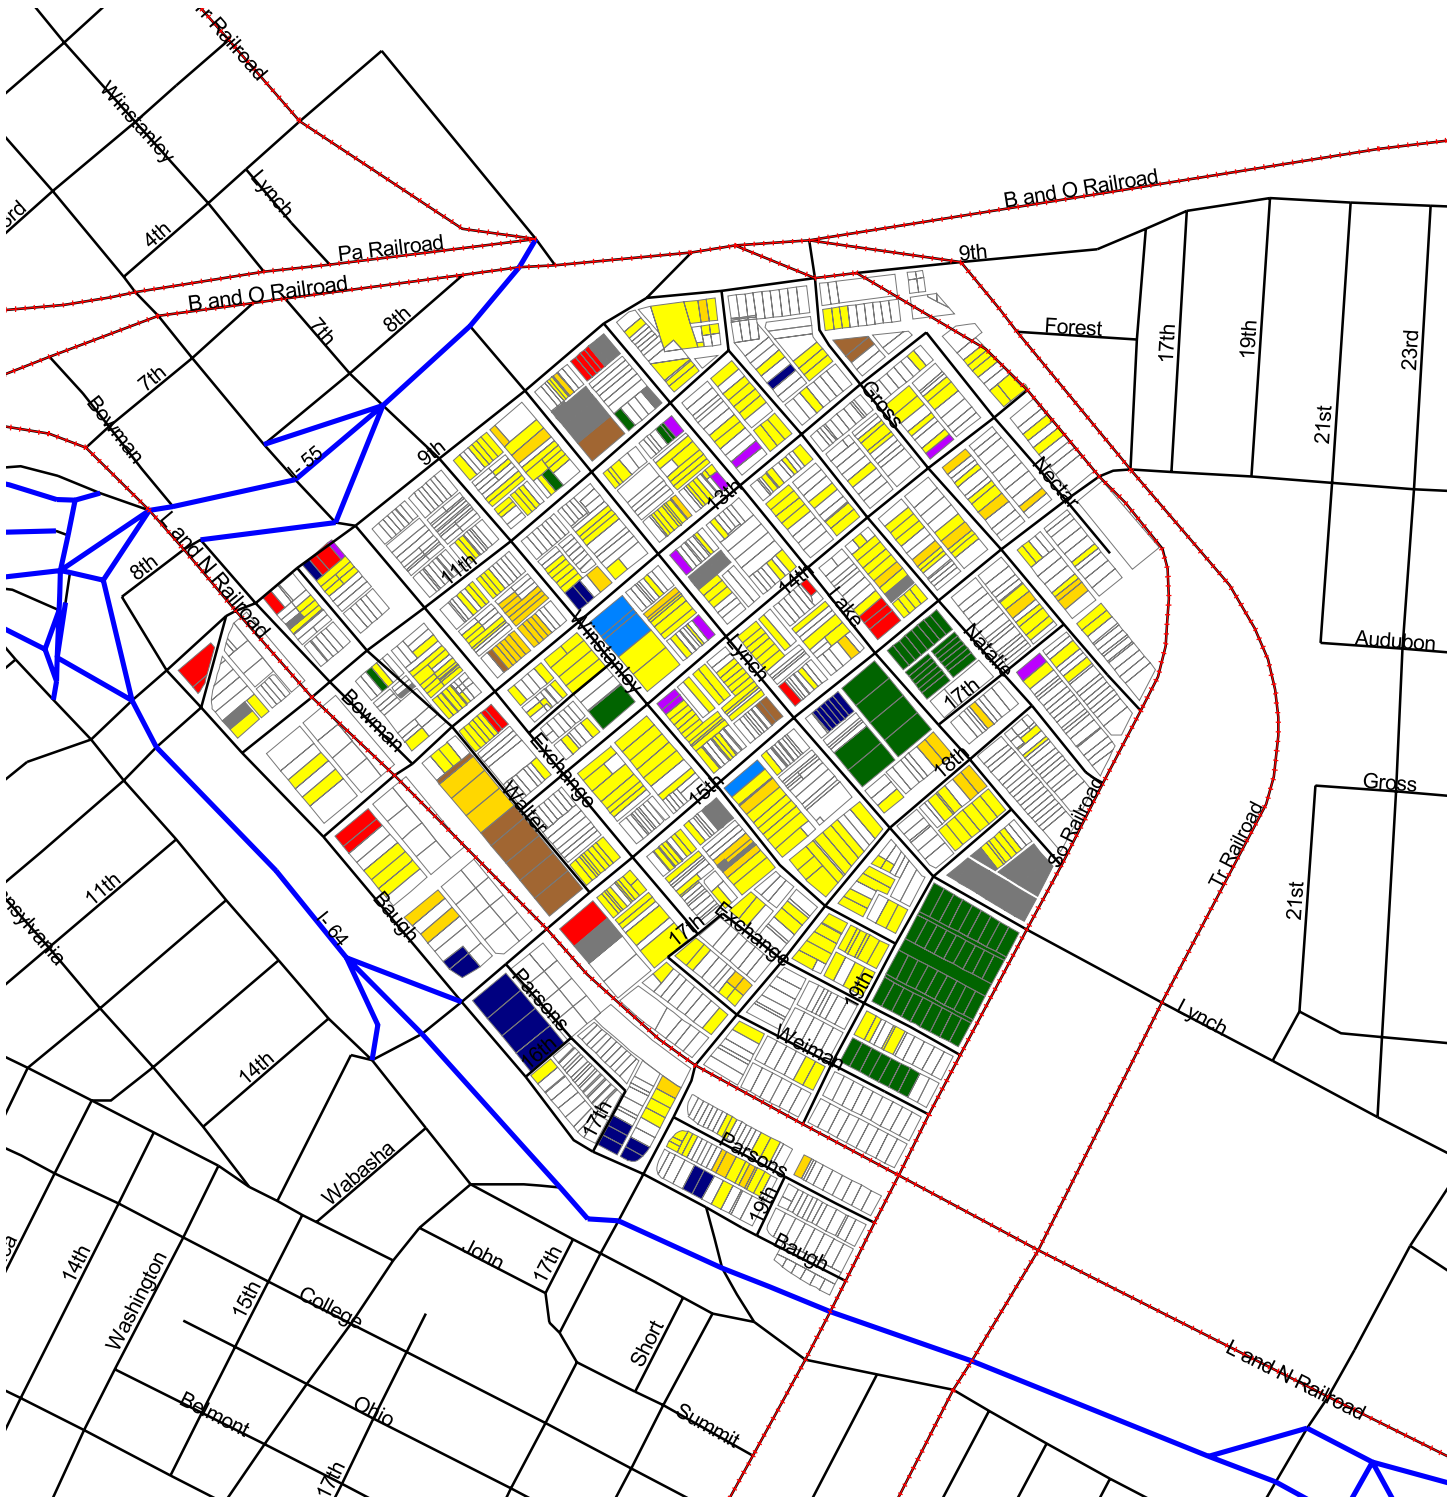 Tr Railroad
Winstanley
Lynch
3rd
4th
Pa Railroad
B and O Railroad
B and O Railroad
9th
7th
8th
7th
Bowman
I- 55
9th
Forest
17th
19th
21st
23rd
Gross
Nectar
13th
11th
14th
Lake
L and N Railroad
8th
Winstanley
Lynch
Natalie
17th
18th
Audubon
Gross
Bowman
Exchange
Walter
15th
So Railroad
Tr Railroad
21st
11th
nsylvania
I- 64
Baugh
17th
Exchange
19th
Parsons
16th
Weiman
Lynch
14th
17th
Wabasha
Parsons
19th
Baugh
John
17th
14th
Washington
15th
College
Short
Belmont
Ohio
17th
Summit
L and N Railroad